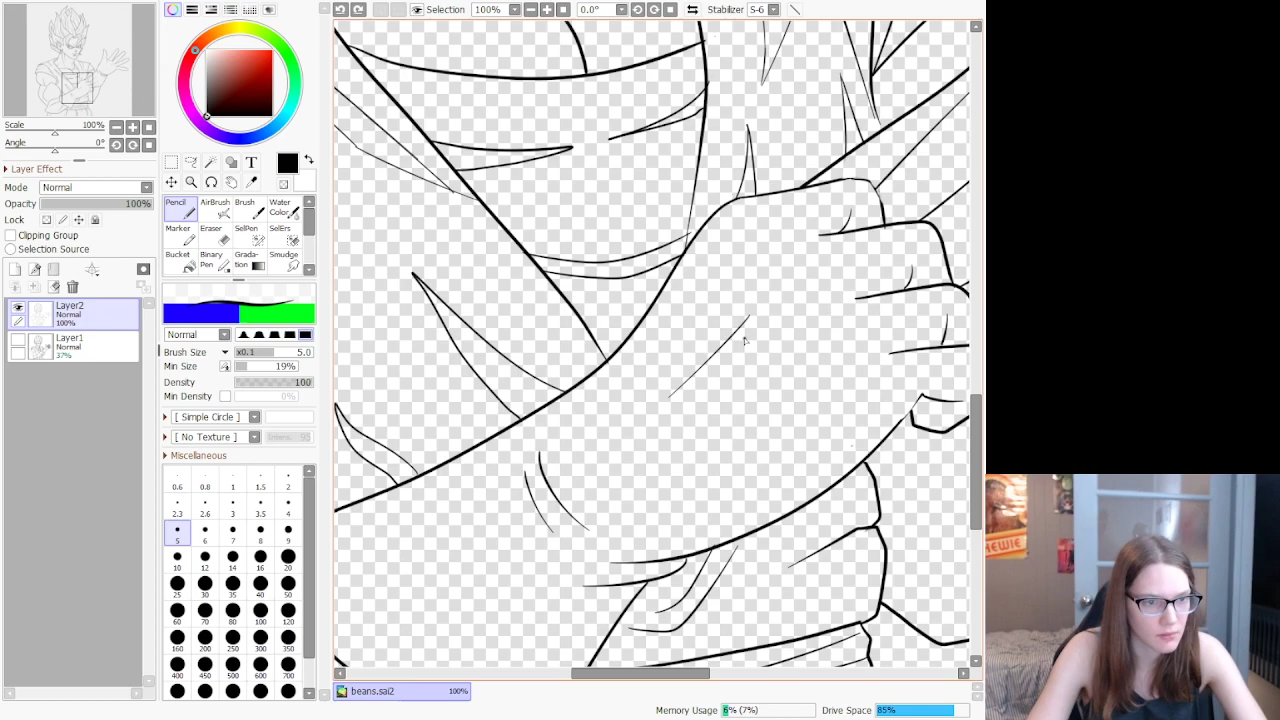 Selection 100% 0.0° Stabilizer S-6
Scale 100%
Angle 0°
Layer Effect
Mode Normal
Opacity 100%
Lock
Clipping Group
Selection Source
Layer2
Normal
100%
Layer1
Normal
37%
T
Pencil AirBrush Brush Water Color
Marker Eraser SelPen SelErs
Bucket Binary Pen Gradation Smudge
Normal
Brush Size x0.1 5.0
Min Size 19%
Density 100
Min Density 0%
[ Simple Circle ]
[ No Texture ] 95
Miscellaneous
0.6 0.8 1 1.5 2
2.3 2.6 3 3.5 4
5 6 7 8 9
10 12 14 16 20
25 30 35 40 50
60 70 80 100 120
160 200 250 300 350
400 450 500 600 700
beans.sai2 100%
Memory Usage 6% (7%) Drive Space 85%
HEWIE